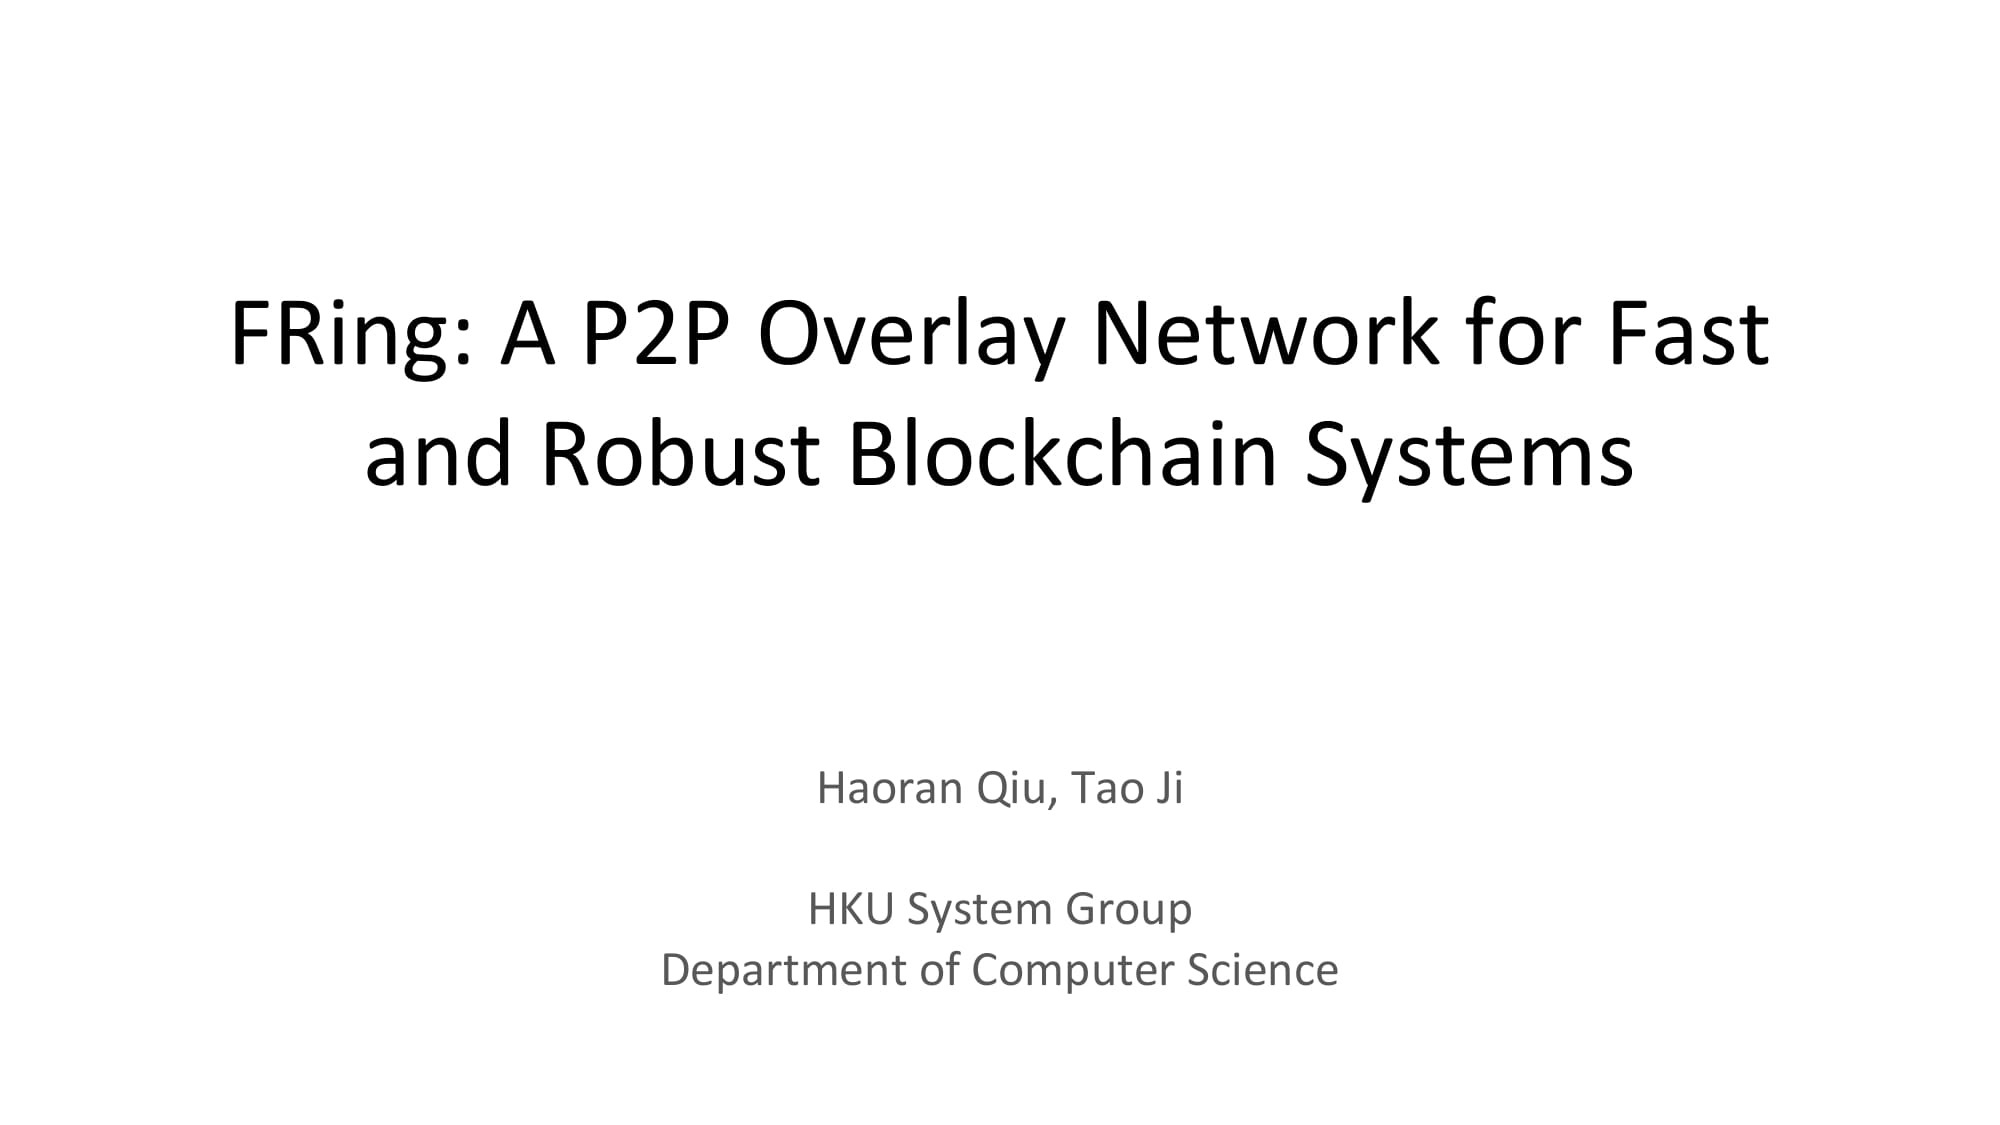 FRing: A P2P Overlay Network for Fast
and Robust Blockchain Systems
Haoran Qiu, Tao Ji
HKU System Group
Department of Computer Science